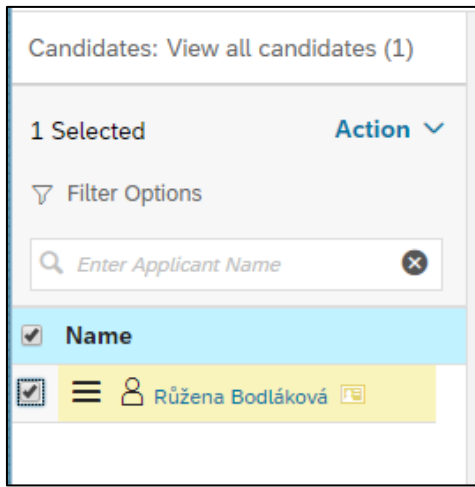 Candidates: View all candidates (1)
1 Selected Action
Filter Options
Enter Applicant Name
Name
Růžena Bodláková